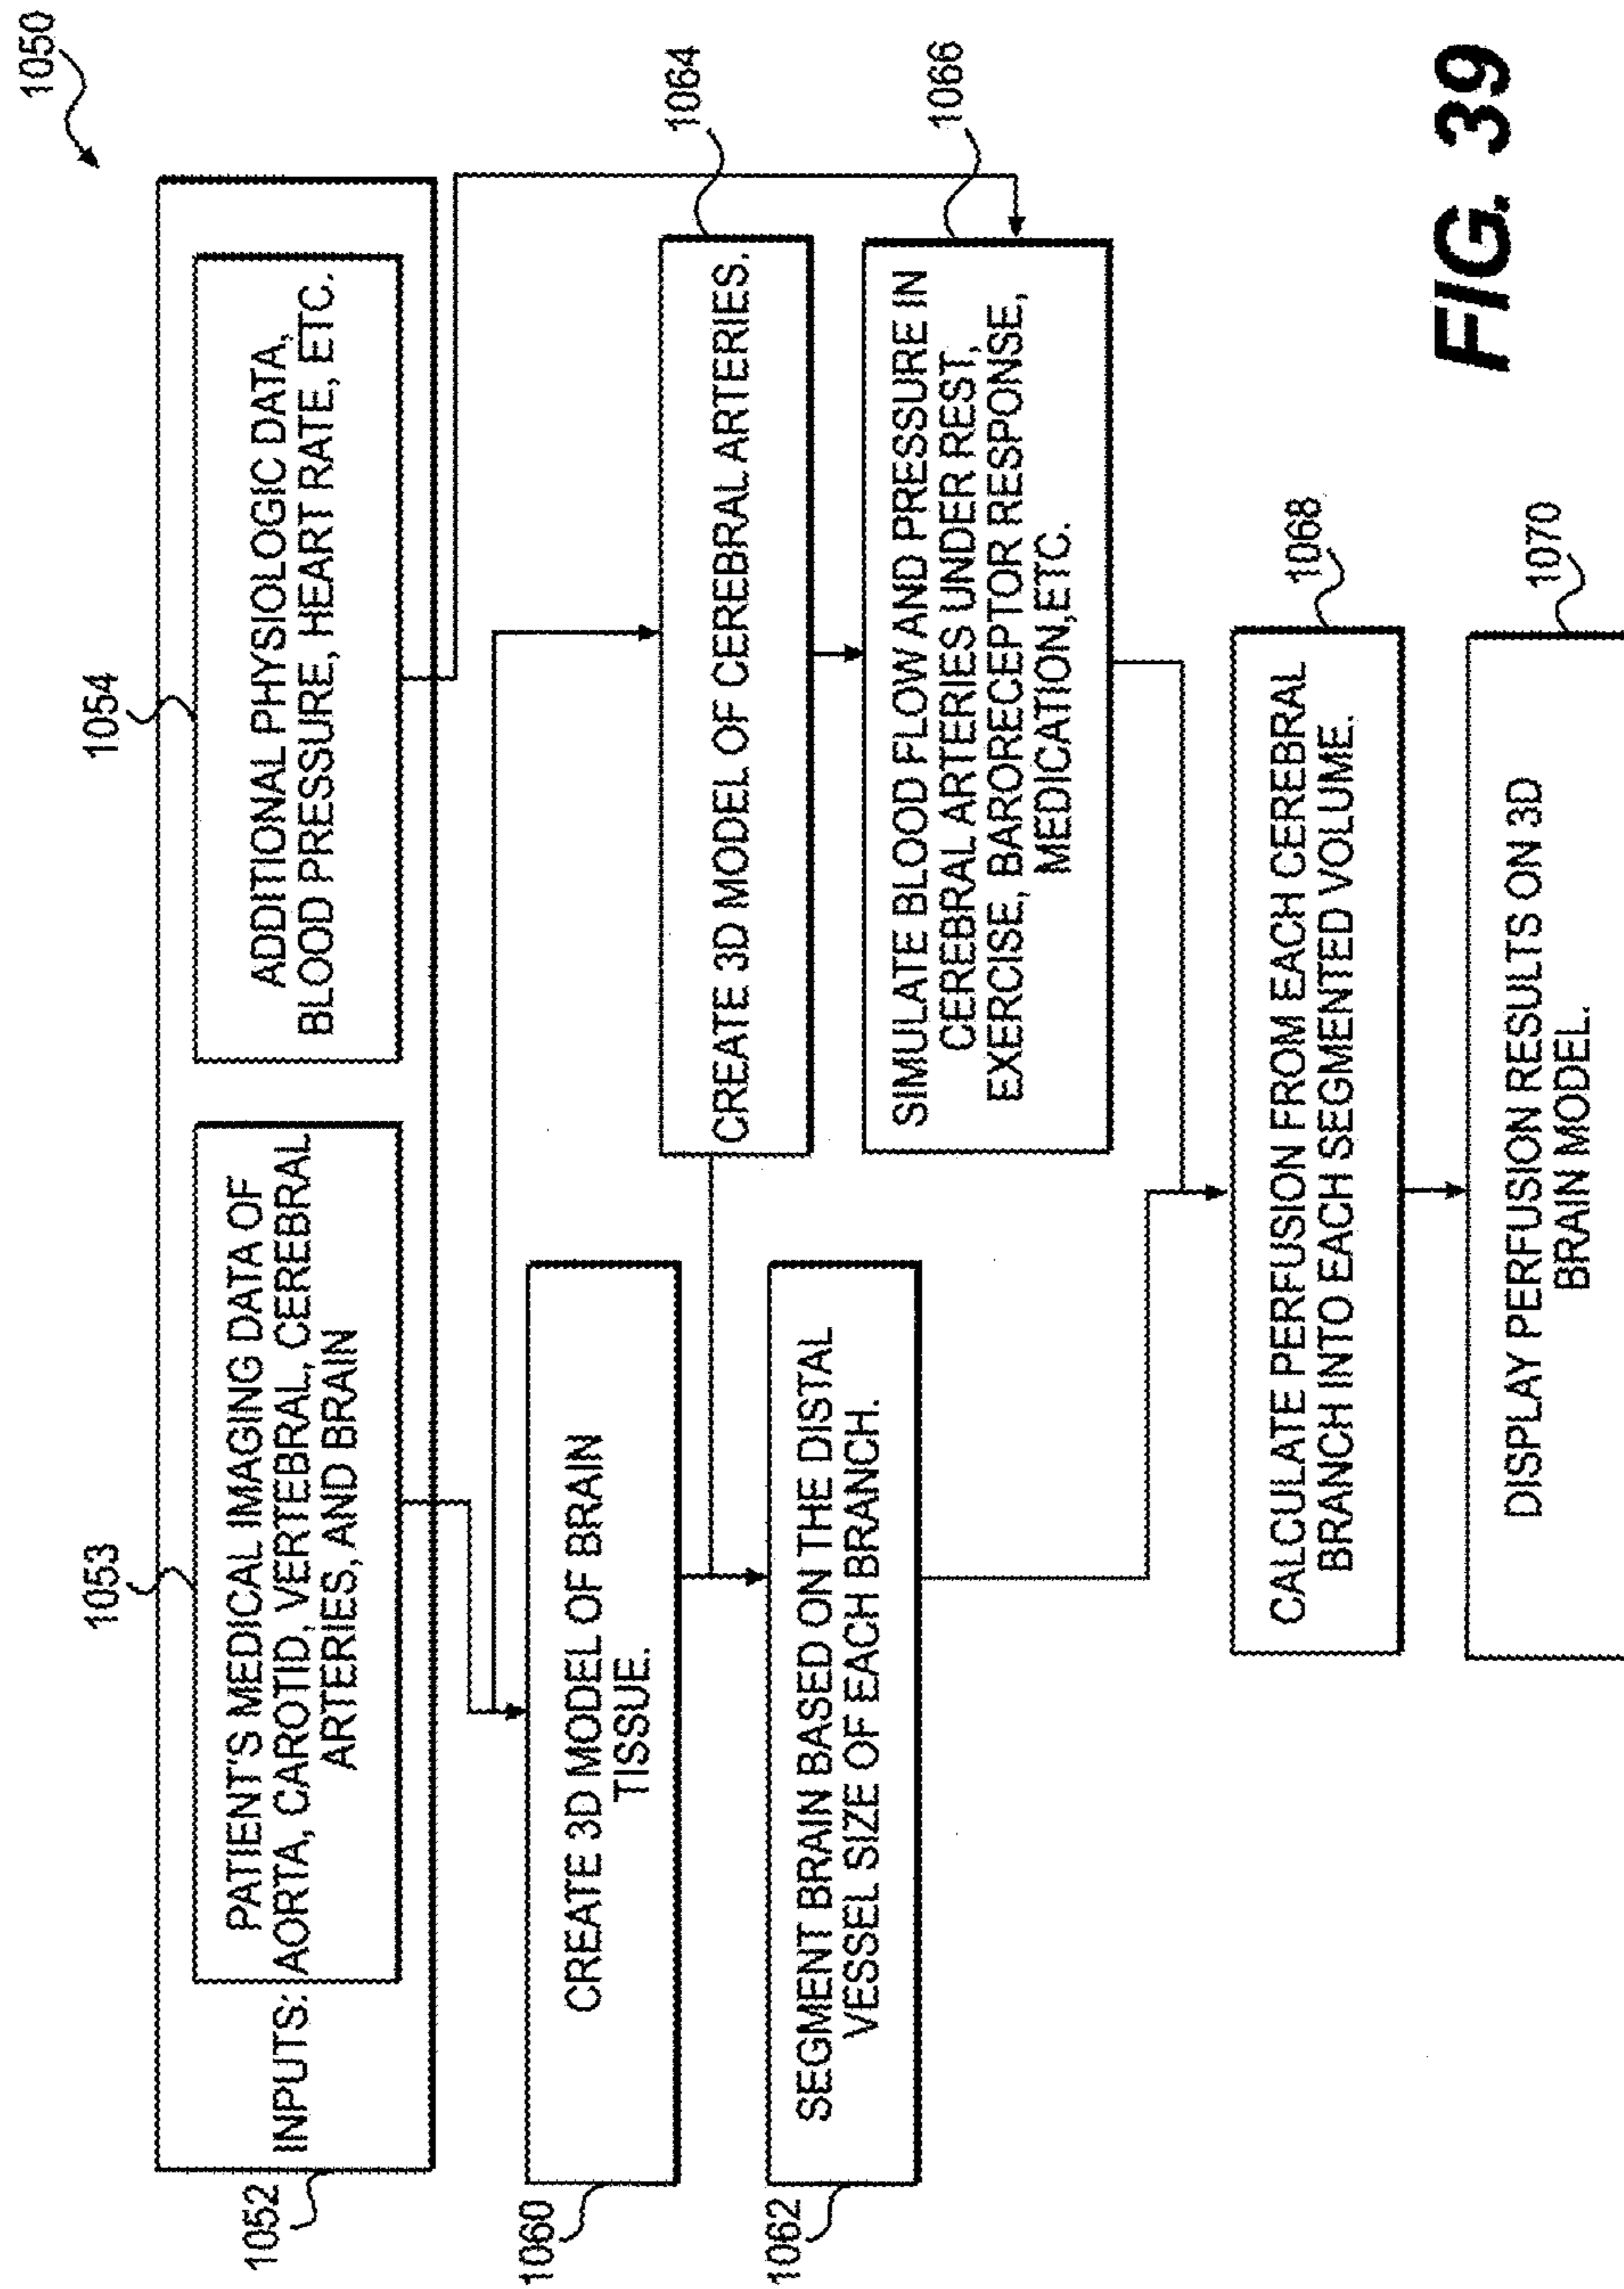 1050
1052
1053
1054
PATIENT'S MEDICAL IMAGING DATA OF
INPUTS: AORTA, CAROTID, VERTEBRAL, CEREBRAL
ARTERIES, AND BRAIN
ADDITIONAL PHYSIOLOGIC DATA,
BLOOD PRESSURE, HEART RATE, ETC.
1060
CREATE 3D MODEL OF BRAIN
TISSUE.
1064
CREATE 3D MODEL OF CEREBRAL ARTERIES.
1062
SEGMENT BRAIN BASED ON THE DISTAL
VESSEL SIZE OF EACH BRANCH.
1066
SIMULATE BLOOD FLOW AND PRESSURE IN
CEREBRAL ARTERIES UNDER REST,
EXERCISE, BARORECEPTOR RESPONSE,
MEDICATION,ETC.
1068
CALCULATE PERFUSION FROM EACH CEREBRAL
BRANCH INTO EACH SEGMENTED VOLUME.
1070
DISPLAY PERFUSION RESULTS ON 3D
BRAIN MODEL.
FIG. 39